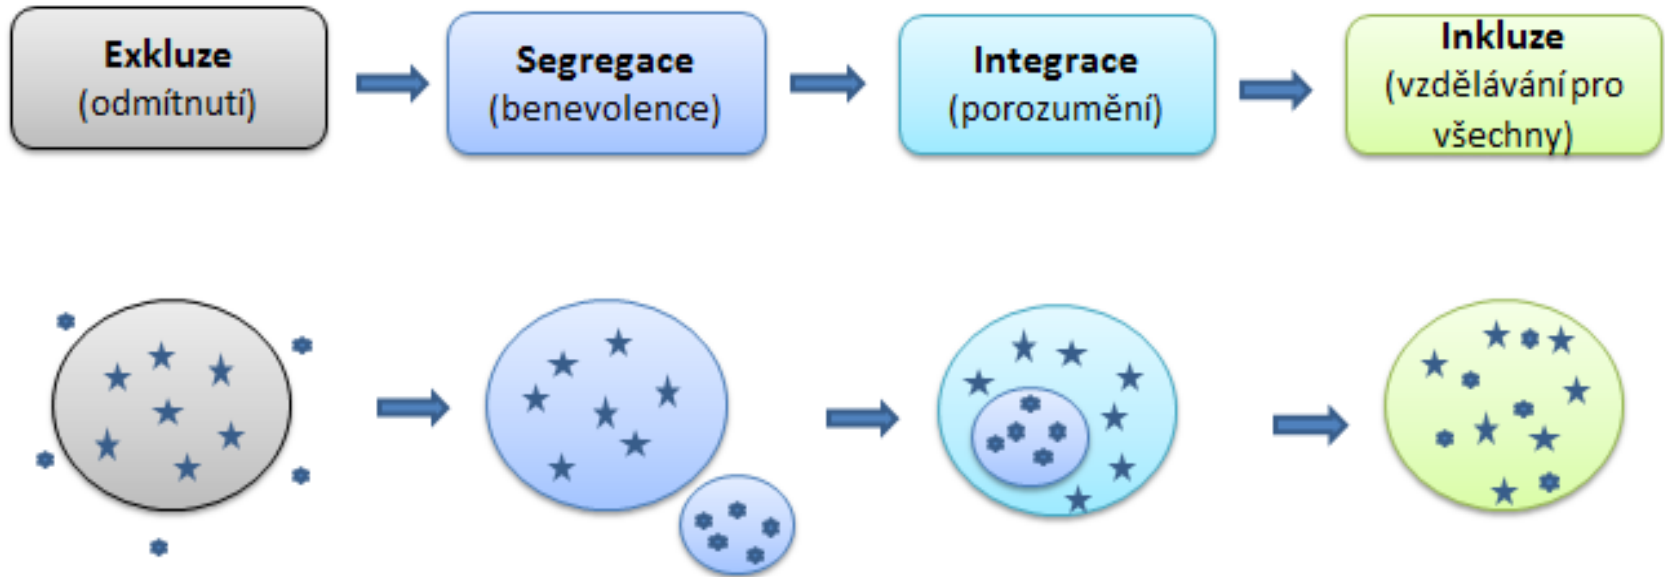 Exkluze
(odmítnutí)
Segregace
(benevolence)
Integrace
(porozumění)
Inkluze
(vzdělávání pro
všechny)